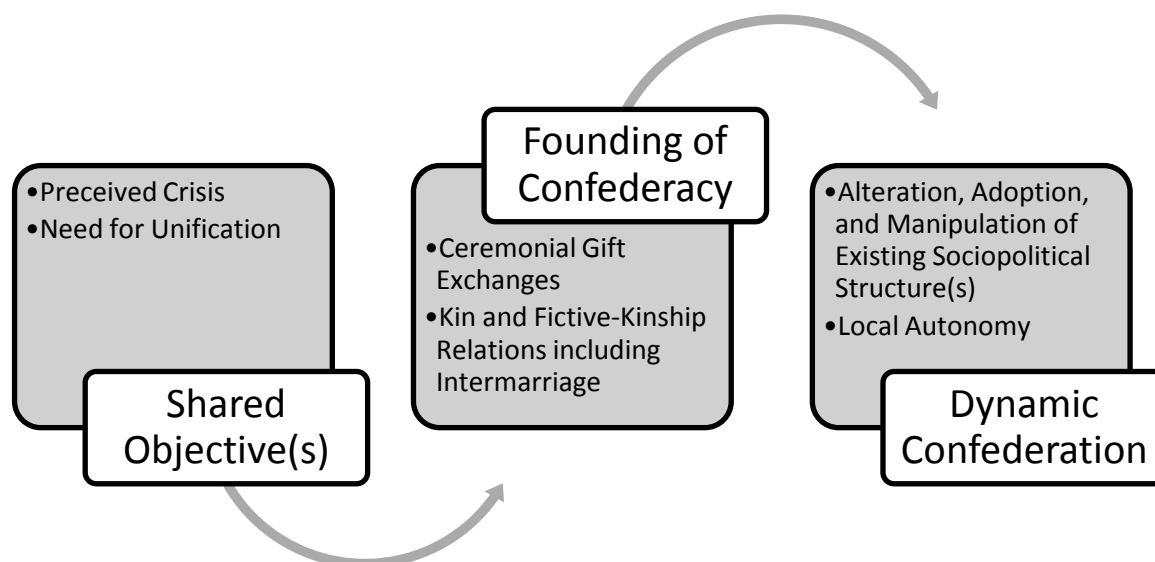 •Preceived Crisis
•Need for Unification
Shared
Objective(s)
Founding of
Confederacy
•Ceremonial Gift
Exchanges
•Kin and Fictive-Kinship
Relations including
Intermarriage
•Alteration, Adoption,
and Manipulation of
Existing Sociopolitical
Structure(s)
•Local Autonomy
Dynamic
Confederation